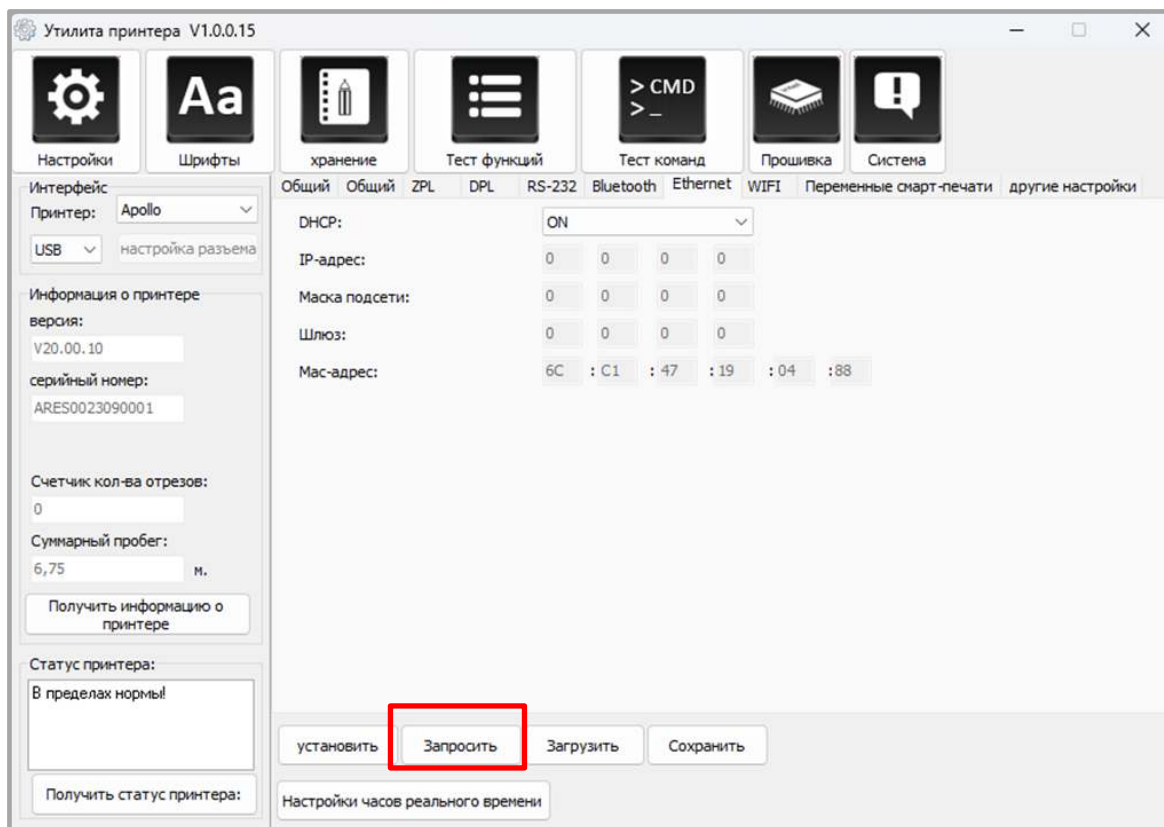 Утилита принтера V1.0.0.15
Aa
> CMD
>_
Настройки Шрифты хранение Тест функций Тест команд Прошивка Система
Интерфейс
Принтер: Apollo
USB настройка разъема
Информация о принтере
версия:
V20.00.10
серийный номер:
ARES0023090001
Счетчик кол-ва отрезов:
0
Суммарный пробег:
6,75 м.
Получить информацию о
принтере
Статус принтера:
В пределах нормы!
Получить статус принтера:
Общий Общий ZPL DPL RS-232 Bluetooth Ethernet WIFI Переменные смарт-печати другие настройки
DHCP: ON
IP-адрес: 0 0 0 0
Маска подсети: 0 0 0 0
Шлюз: 0 0 0 0
Mac-адрес: 6C : C1 : 47 : 19 : 04 :88
установить Запросить Загрузить Сохранить
Настройки часов реального времени